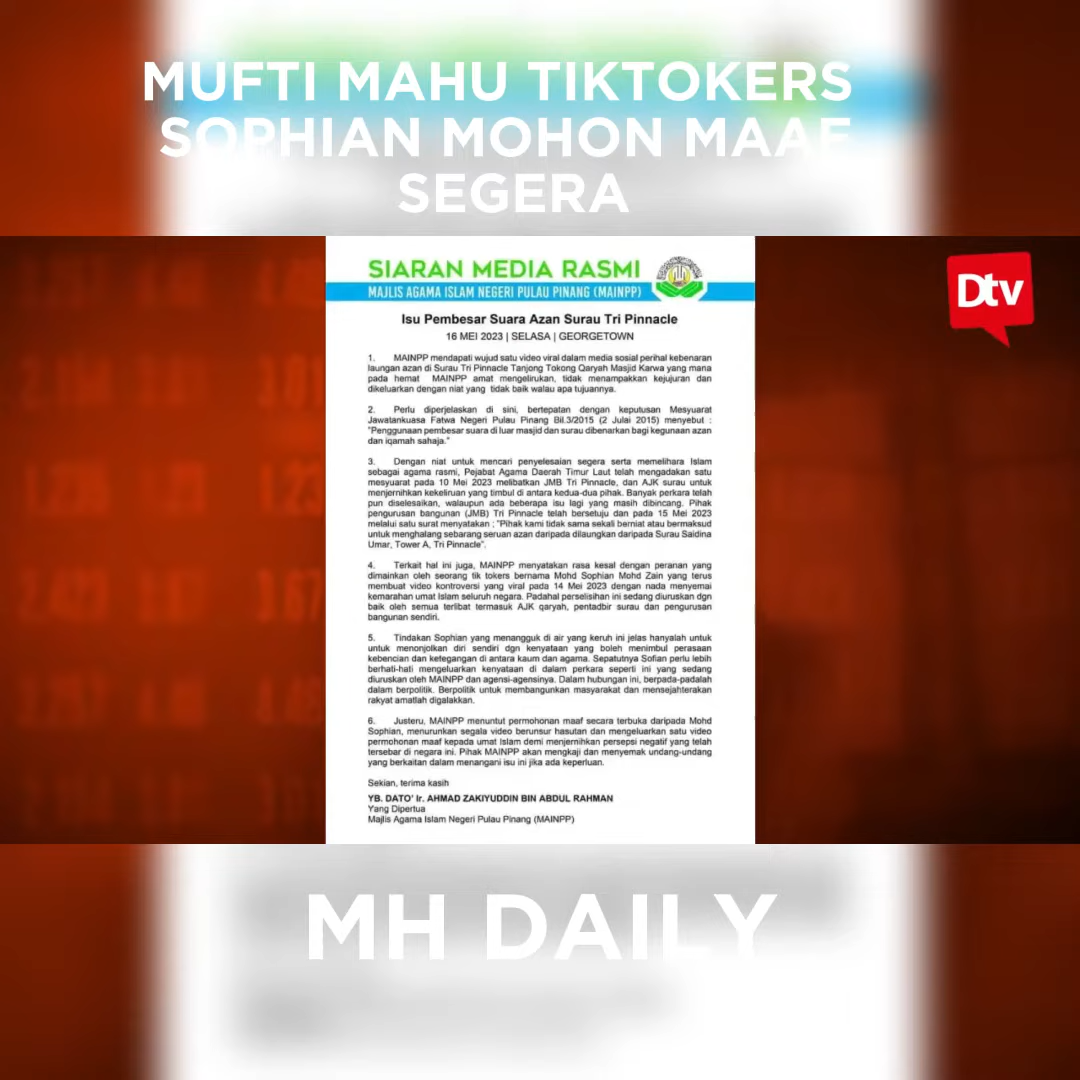 MUFTI MAHU TIKTOKERS
SOPHIAN MOHON MAAF
SEGERA
SIARAN MEDIA RASMI
MAJLIS AGAMA ISLAM NEGERI PULAU PINANG (MAINPP)
Dtv
Isu Pembesar Suara Azan Surau Tri Pinnacle
16 MEI 2023 | SELASA | GEORGETOWN
1. MAINPP mendapati wujud satu video viral dalam media sosial perihal kebenaran
laungan azan di Surau Tri Pinnacle Tanjong Tokong Qaryah Masjid Karwa yang mana
pada hemat MAINPP amat mengelirukan, tidak menampakkan kejujuran dan
dikeluarkan dengan niat yang tidak baik walau apa tujuannya.
2. Perlu diperjelaskan di sini, bertepatan dengan keputusan Mesyuarat
Jawatankuasa Fatwa Negeri Pulau Pinang Bil.3/2015 (2 Julai 2015) menyebut :
"Penggunaan pembesar suara di luar masjid dan surau dibenarkan bagi kegunaan azan
dan iqamah sahaja."
3. Dengan niat untuk mencari penyelesaian segera serta memelihara Islam
sebagai agama rasmi, Pejabat Agama Daerah Timur Laut telah mengadakan satu
mesyuarat pada 10 Mei 2023 melibatkan JMB Tri Pinnacle, dan AJK surau untuk
menjernihkan kekeliruan yang timbul di antara kedua-dua pihak. Banyak perkara telah
pun diselesaikan, walaupun ada beberapa isu lagi yang masih dibincang. Pihak
pengurusan bangunan (JMB) Tri Pinnacle telah bersetuju dan pada 15 Mei 2023
melalui satu surat menyatakan ; "Pihak kami tidak sama sekali berniat atau bermaksud
untuk menghalang sebarang seruan azan daripada dilaungkan daripada Surau Saidina
Umar, Tower A, Tri Pinnacle".
4. Terkait hal ini juga, MAINPP menyatakan rasa kesal dengan peranan yang
dimainkan oleh seorang tik tokers bernama Mohd Sophian Mohd Zain yang terus
membuat video kontroversi yang viral pada 14 Mei 2023 dengan nada menyemai
kemarahan umat Islam seluruh negara. Padahal perselisihan ini sedang diuruskan dgn
baik oleh semua terlibat termasuk AJK qaryah, pentadbir surau dan pengurusan
bangunan sendiri.
5. Tindakan Sophian yang menangguk di air yang keruh ini jelas hanyalah untuk
untuk menonjolkan diri sendiri dgn kenyataan yang boleh menimbul perasaan
kebencian dan ketegangan di antara kaum dan agama. Sepatutnya Sofian perlu lebih
berhati-hati mengeluarkan kenyataan di dalam perkara seperti ini yang sedang
diuruskan oleh MAINPP dan agensi-agensinya. Dalam hubungan ini, berpada-padalah
dalam berpolitik. Berpolitik untuk membangunkan masyarakat dan mensejahterakan
rakyat amatlah digalakkan.
6. Justeru, MAINPP menuntut permohonan maaf secara terbuka daripada Mohd
Sophian, menurunkan segala video berunsur hasutan dan mengeluarkan satu video
permohonan maaf kepada umat Islam demi menjernihkan persepsi negatif yang telah
tersebar di negara ini. Pihak MAINPP akan mengkaji dan menyemak undang-undang
yang berkaitan dalam menangani isu ini jika ada keperluan.
Sekian, terima kasih
YB. DATO' Ir. AHMAD ZAKIYUDDIN BIN ABDUL RAHMAN
Yang Dipertua
Majlis Agama Islam Negeri Pulau Pinang (MAINPP)
MH DAILY